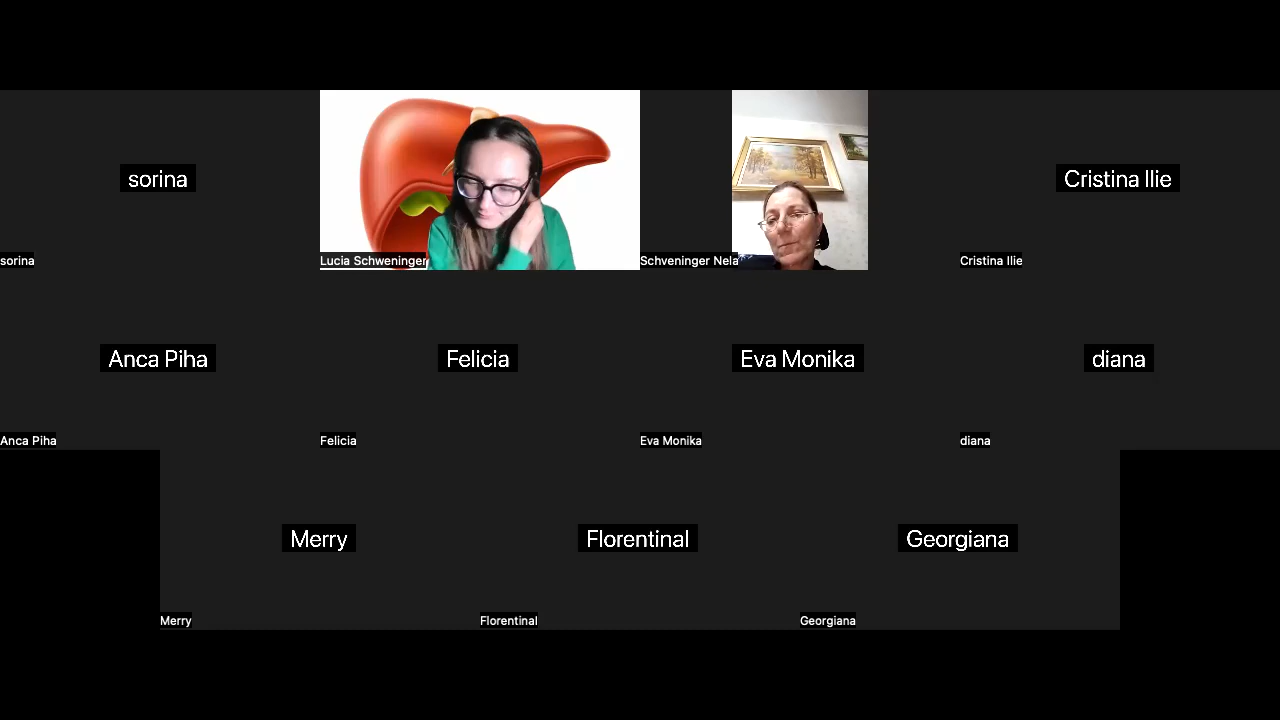 sorina
Cristina Ilie
sorina
Lucia Schweninger
Schveninger Nela
Cristina Ilie
Anca Piha
Felicia
Eva Monika
diana
Anca Piha
Felicia
Eva Monika
diana
Merry
Florentinal
Georgiana
Merry
Florentinal
Georgiana